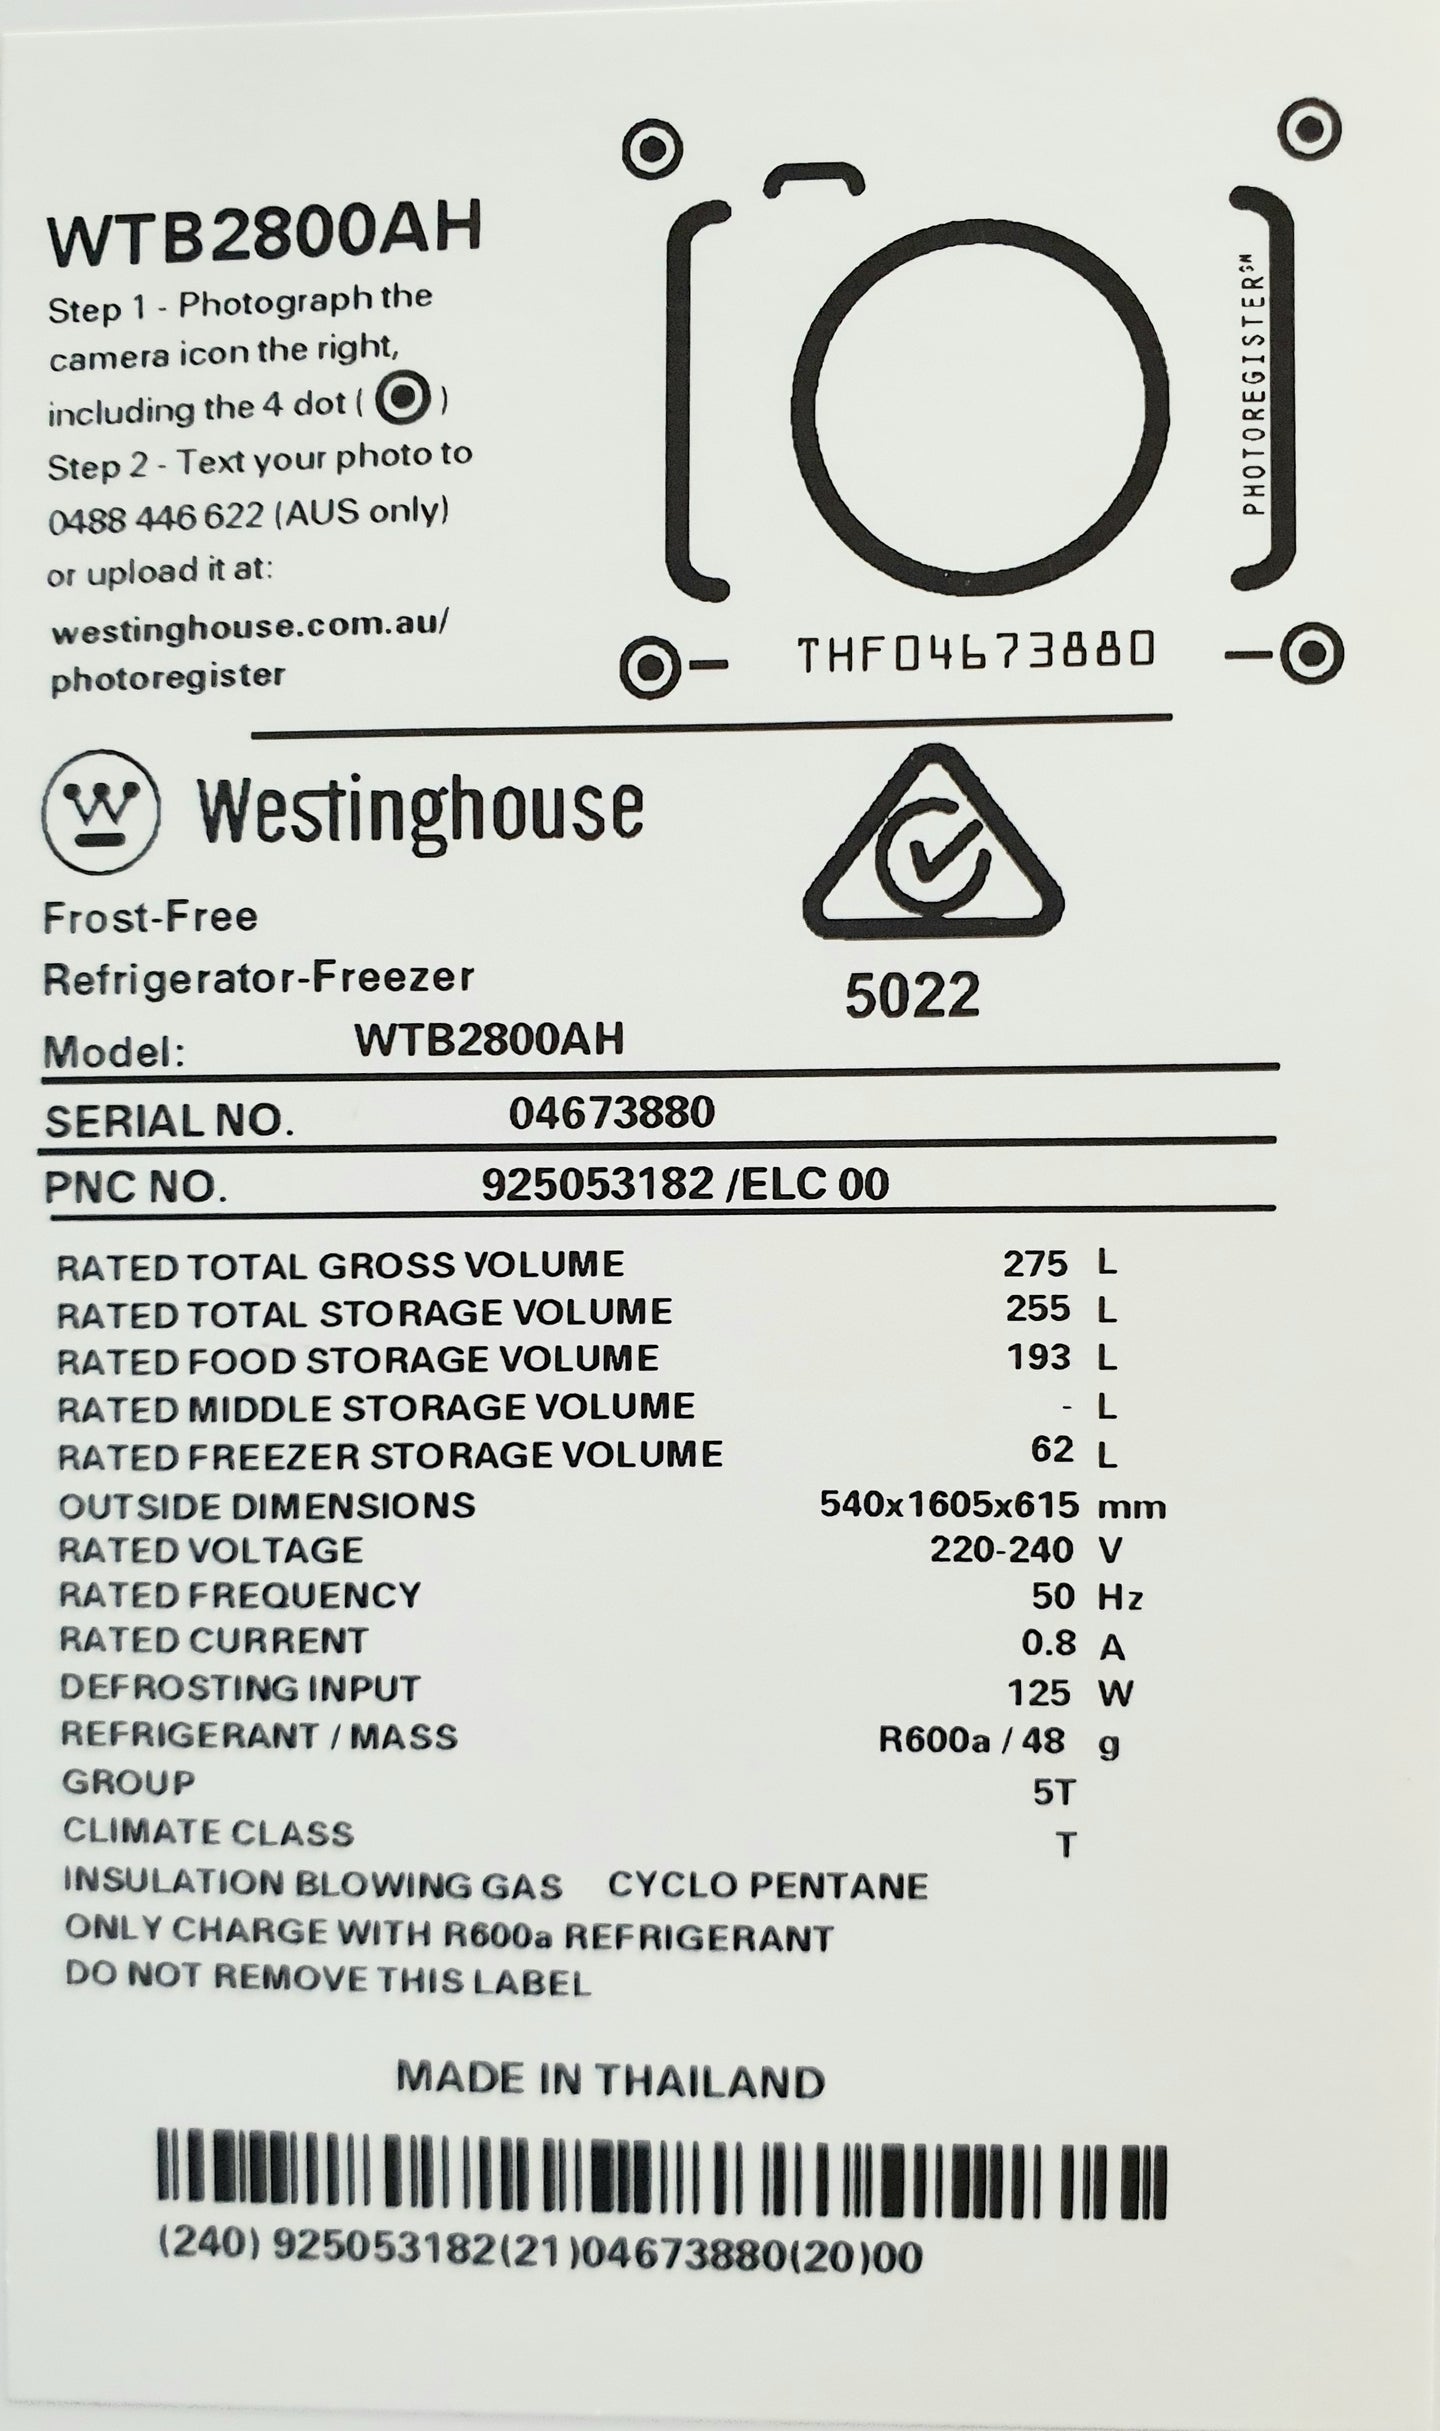 WTB2800AH
Step 1 - Photograph the
camera icon the right,
including the 4 dot ( )
Step 2 - Text your photo to
0488 446 622 (AUS only)
or upload it at:
westinghouse.com.au/
photoregister
PHOTOREGISTER℠
THF04673880
W Westinghouse
5022
Frost-Free
Refrigerator-Freezer
Model: WTB2800AH
SERIAL NO. 04673880
PNC NO. 925053182 /ELC 00
RATED TOTAL GROSS VOLUME 275 L
RATED TOTAL STORAGE VOLUME 255 L
RATED FOOD STORAGE VOLUME 193 L
RATED MIDDLE STORAGE VOLUME - L
RATED FREEZER STORAGE VOLUME 62 L
OUTSIDE DIMENSIONS 540x1605x615 mm
RATED VOLTAGE 220-240 V
RATED FREQUENCY 50 Hz
RATED CURRENT 0.8 A
DEFROSTING INPUT 125 W
REFRIGERANT / MASS R600a / 48 g
GROUP 5T
CLIMATE CLASS T
INSULATION BLOWING GAS CYCLO PENTANE
ONLY CHARGE WITH R600a REFRIGERANT
DO NOT REMOVE THIS LABEL
MADE IN THAILAND
(240) 925053182(21)04673880(20)00